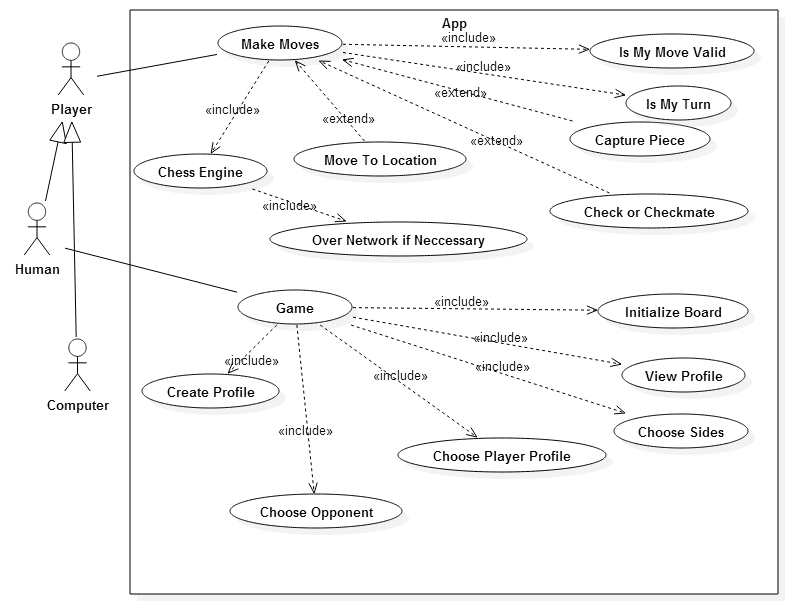 App
Make Moves
«include»
Is My Move Valid
«include»
Player
«extend»
Is My Turn
«include»
«extend»
«extend»
Capture Piece
Chess Engine
Move To Location
«include»
Check or Checkmate
Over Network if Neccessary
Human
Game
«include»
Initialize Board
«include»
«include»
«include»
«include»
View Profile
Create Profile
Computer
«include»
Choose Sides
Choose Player Profile
Choose Opponent